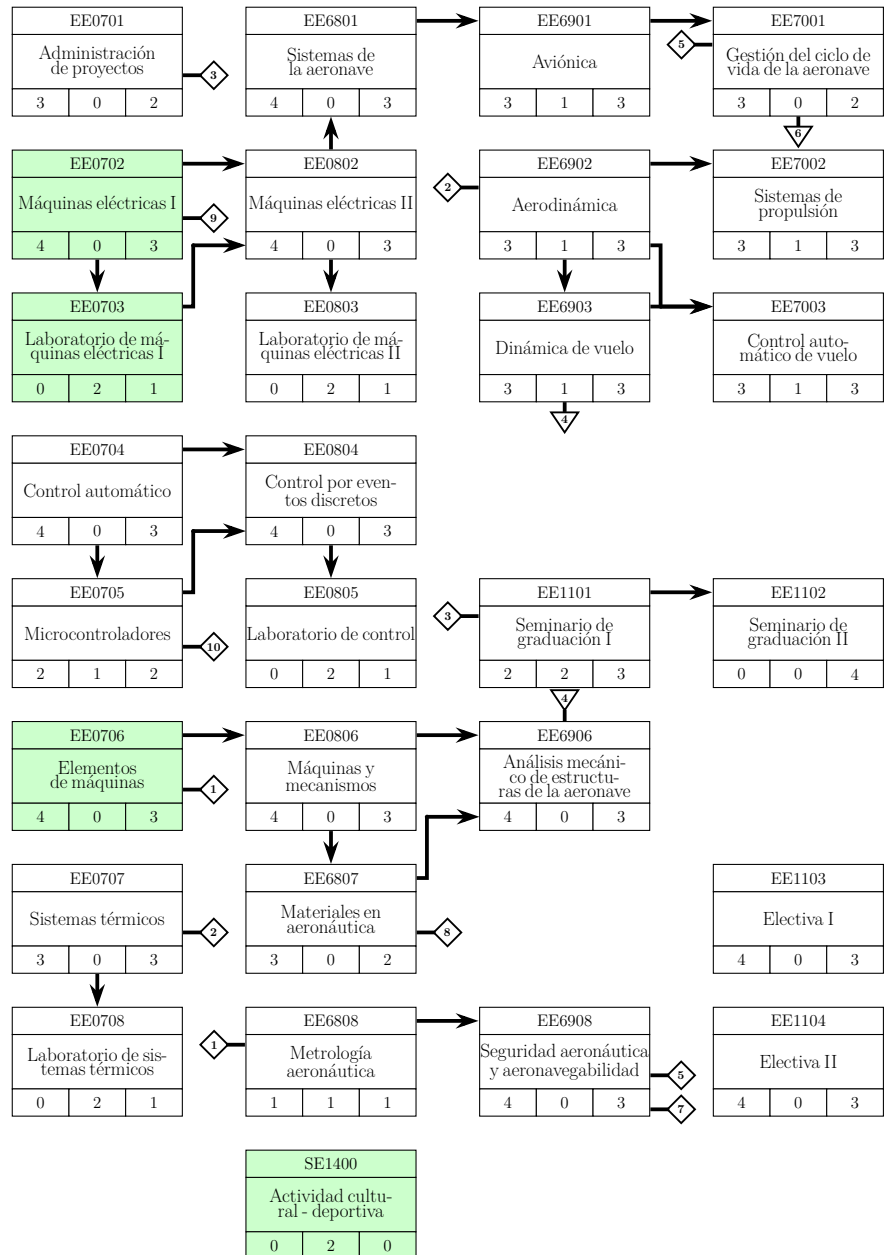 EE0701
Administración
de proyectos
3 0 2
3
EE6801
Sistemas de
la aeronave
4 0 3
EE6901
Aviónica
3 1 3
5
EE7001
Gestión del ciclo de
vida de la aeronave
3 0 2
6
EE0702
Máquinas eléctricas I
4 0 3
9
EE0802
Máquinas eléctricas II
4 0 3
2
EE6902
Aerodinámica
3 1 3
EE7002
Sistemas de
propulsión
3 1 3
EE0703
Laboratorio de má-
quinas eléctricas I
0 2 1
EE0803
Laboratorio de má-
quinas eléctricas II
0 2 1
EE6903
Dinámica de vuelo
3 1 3
4
EE7003
Control auto-
mático de vuelo
3 1 3
EE0704
Control automático
4 0 3
EE0804
Control por even-
tos discretos
4 0 3
EE0705
Microcontroladores
2 1 2
10
EE0805
Laboratorio de control
0 2 1
3
EE1101
Seminario de
graduación I
2 2 3
EE1102
Seminario de
graduación II
0 0 4
EE0706
Elementos
de máquinas
4 0 3
1
EE0806
Máquinas y
mecanismos
4 0 3
4
EE6906
Análisis mecáni-
co de estructu-
ras de la aeronave
4 0 3
EE0707
Sistemas térmicos
3 0 3
2
EE6807
Materiales en
aeronáutica
3 0 2
8
EE1103
Electiva I
4 0 3
EE0708
Laboratorio de sis-
temas térmicos
0 2 1
1
EE6808
Metrología
aeronáutica
1 1 1
EE6908
Seguridad aeronáutica
y aeronavegabilidad
4 0 3
5
7
EE1104
Electiva II
4 0 3
SE1400
Actividad cultu-
ral - deportiva
0 2 0